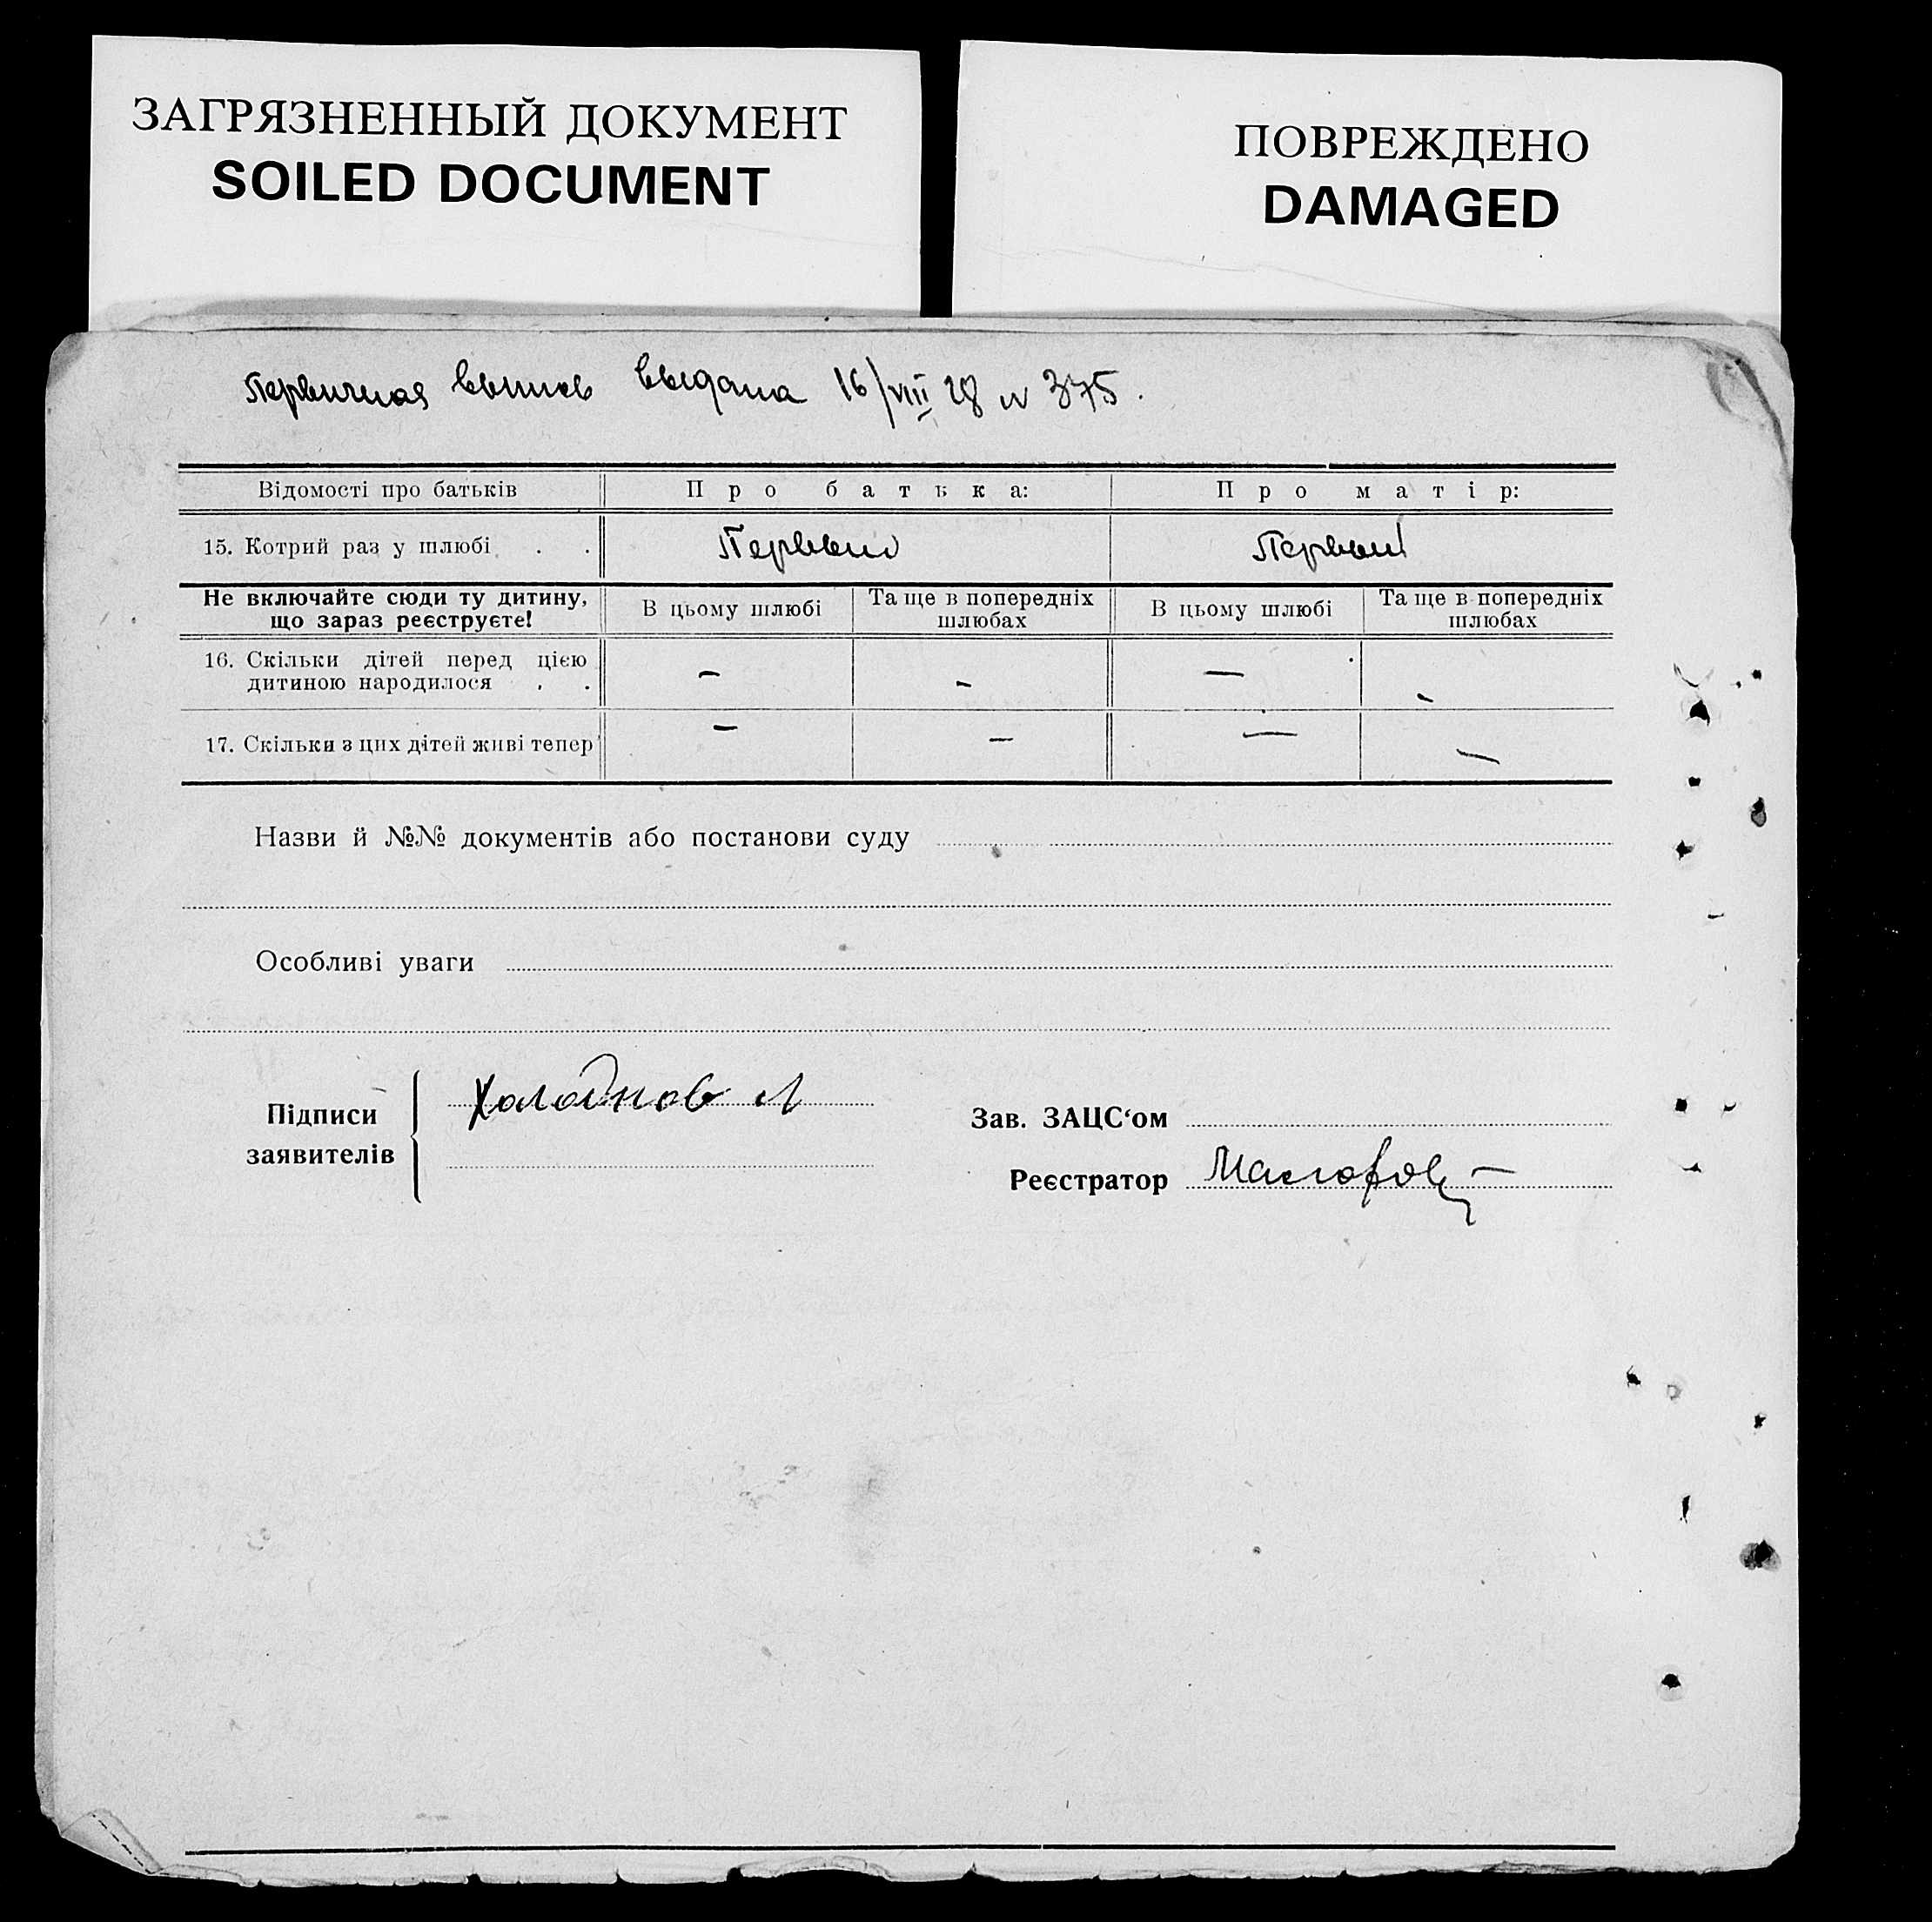 ЗАГРЯЗНЕННЫЙ ДОКУМЕНТ
SOILED DOCUMENT
ПОВРЕЖДЕНО
DAMAGED
Первичная выпись выдана 16/VIII 28 N 375.
Відомості про батьків Про батька: Про матір:
15. Котрий раз у шлюбі . . Первый Первый
Не включайте сюди ту дитину, що зараз реєструєте! В цьому шлюбі Та ще в попередніх шлюбах В цьому шлюбі Та ще в попередніх шлюбах
16. Скільки дітей перед цією
дитиною народилося . . — — — —
17. Скільки з цих дітей живі тепер — — — —
Назви й №№ документів або постанови суду
Особливі уваги
Підписи заявителів Холоднов Л
Зав. ЗАЦС‘ом
Реєстратор